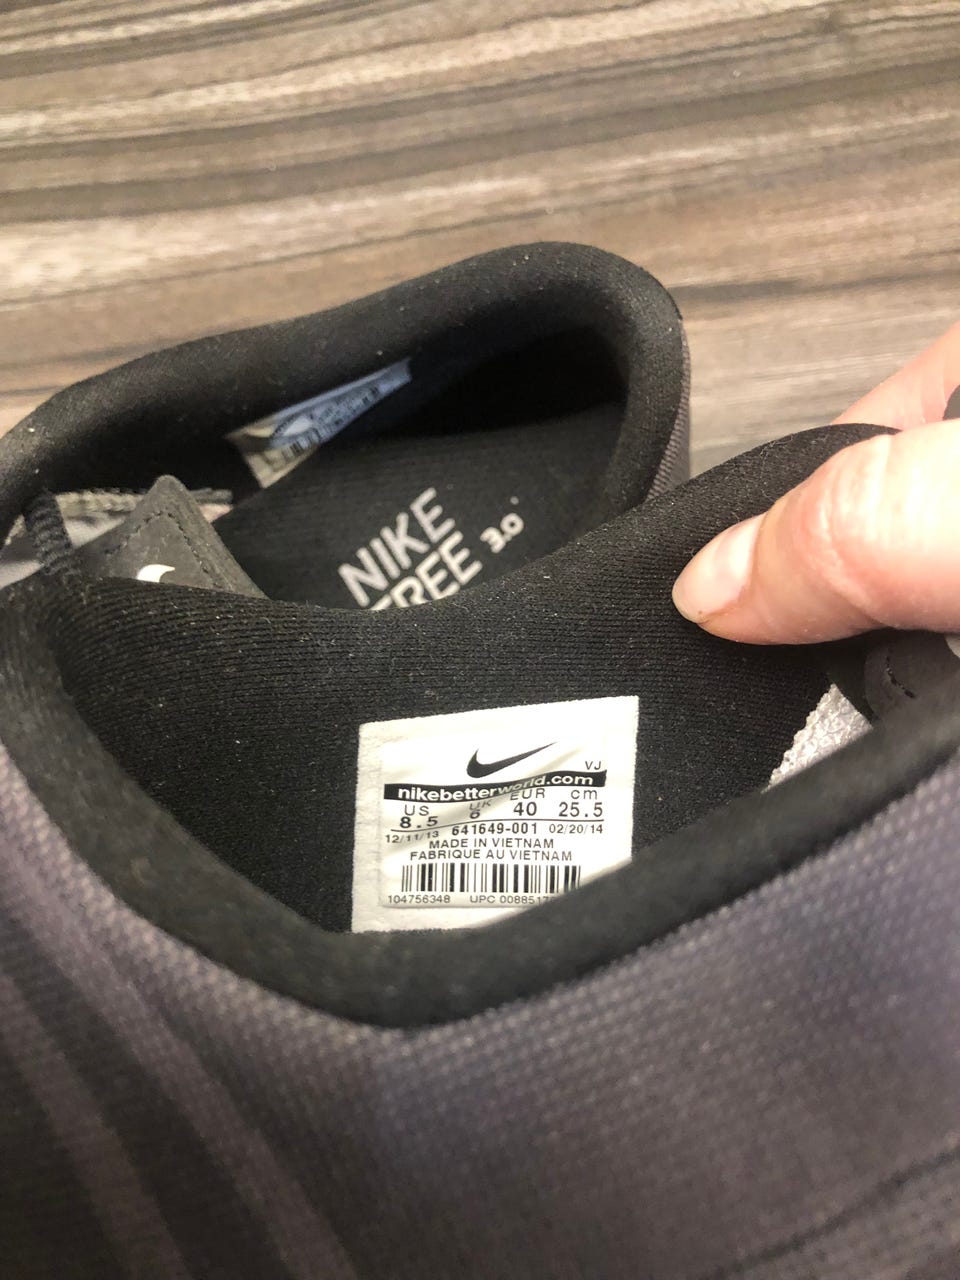 NIKE
FREE 3.0
VJ
nikebetterworld.com
US UK EUR cm
8.5 6 40 25.5
12/11/13 641649-001 02/20/14
MADE IN VIETNAM
FABRIQUE AU VIETNAM
104756348 UPC 0088517